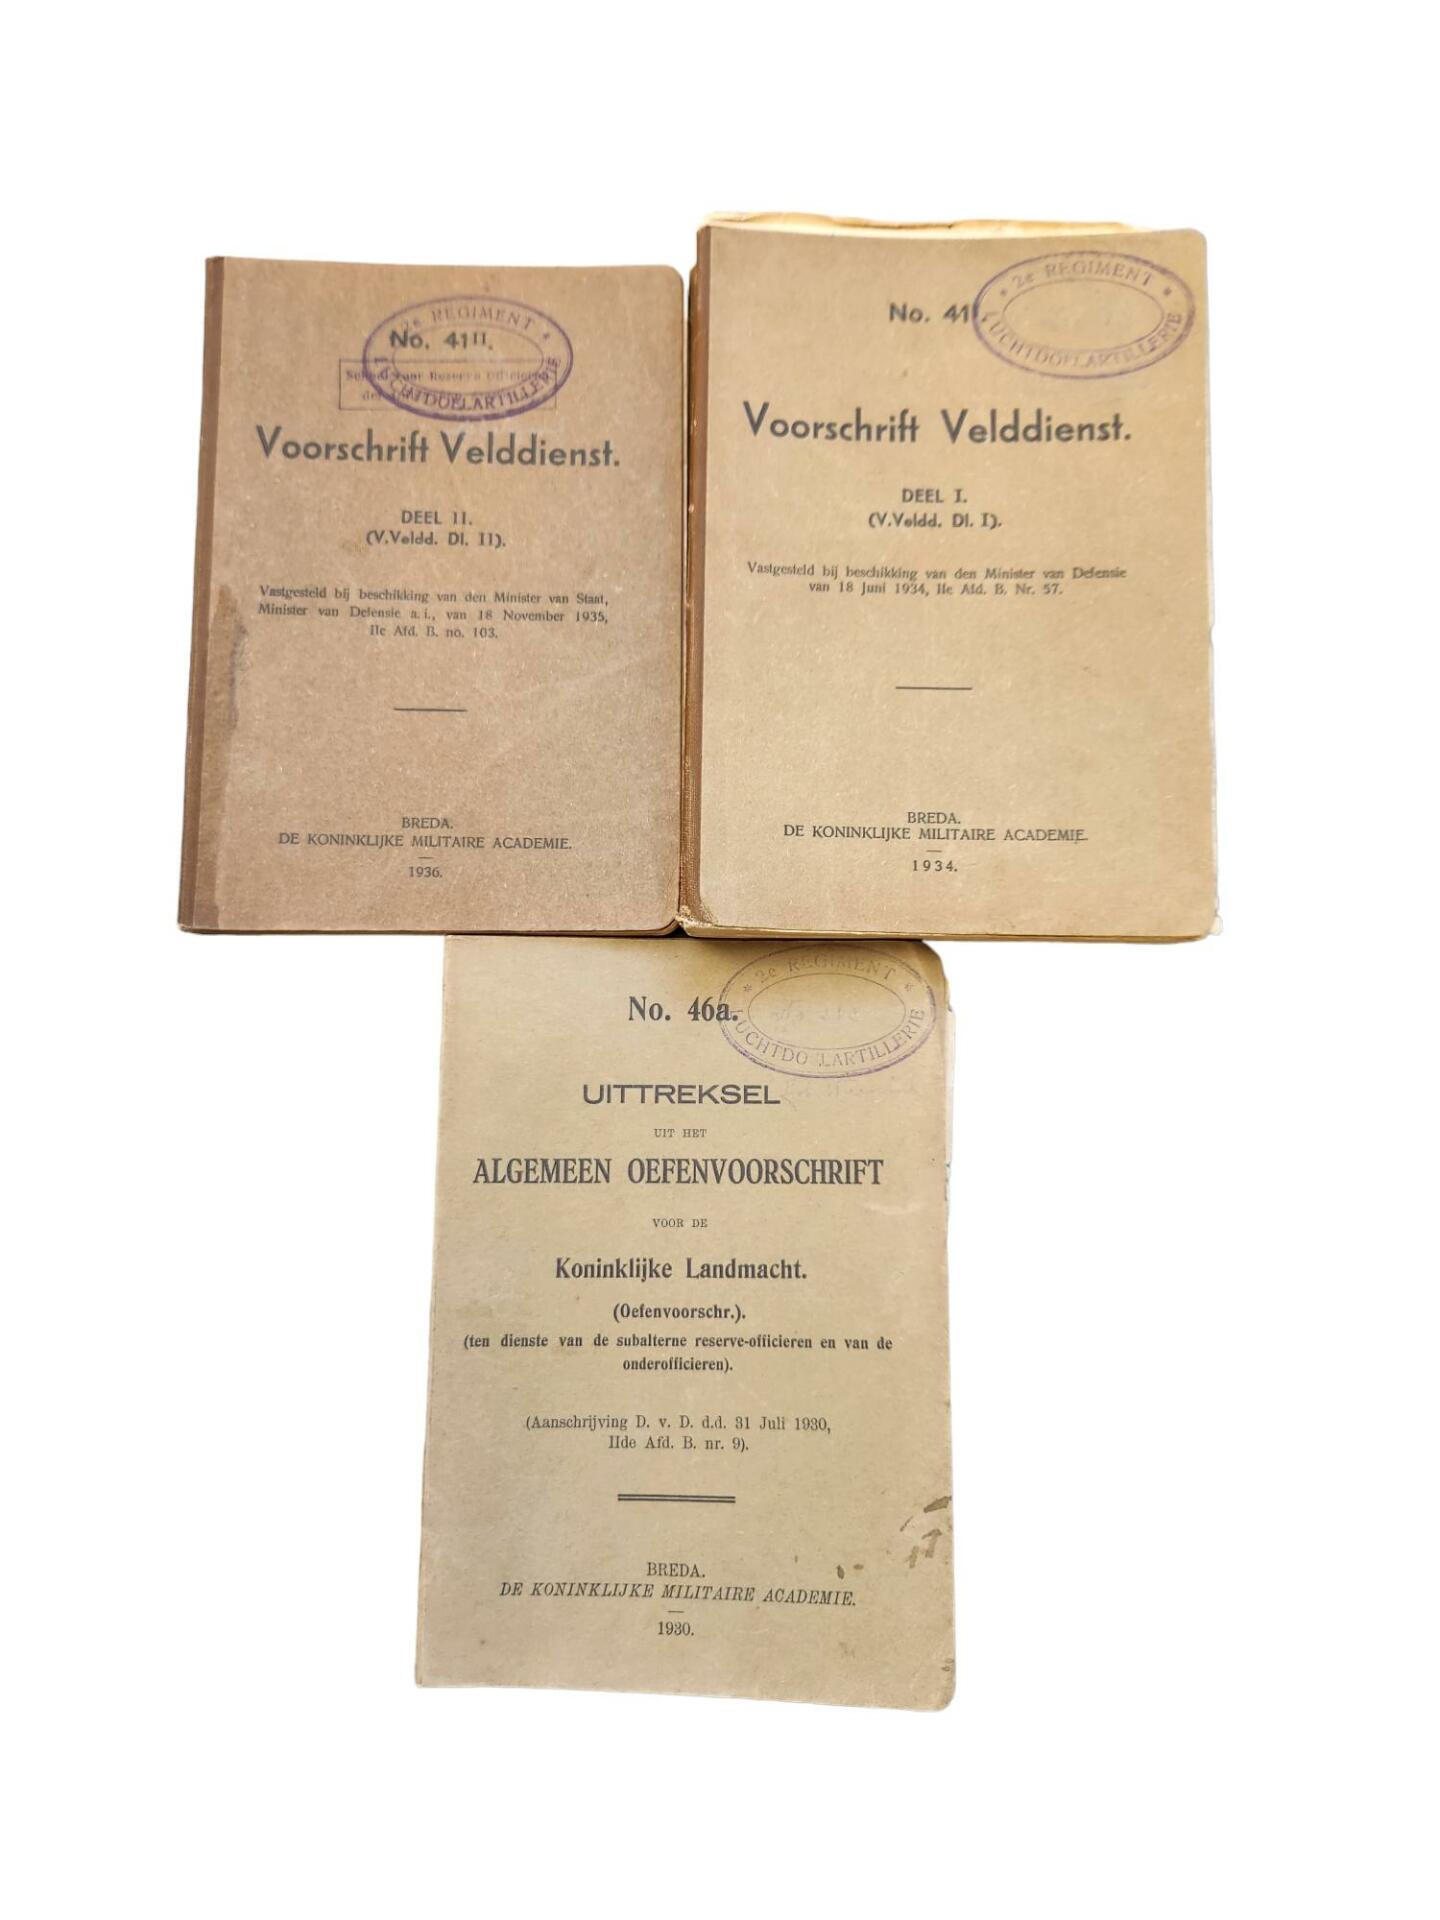 No. 41II.
2e REGIMENT
LUCHTDOELARTILLERIE
School voor Reserve Officieren
Voorschrift Velddienst.
DEEL II.
(V.Veldd. Dl. II).
Vastgesteld bij beschikking van den Minister van Staat,
Minister van Defensie a. i., van 18 November 1935,
IIe Afd. B. no. 103.
BREDA.
DE KONINKLIJKE MILITAIRE ACADEMIE.
1936.
No. 41I.
* 2e REGIMENT *
LUCHTDOELARTILLERIE
Voorschrift Velddienst.
DEEL I.
(V.Veldd. Dl. I).
Vastgesteld bij beschikking van den Minister van Defensie
van 18 Juni 1934, IIe Afd. B. Nr. 57.
BREDA.
DE KONINKLIJKE MILITAIRE ACADEMIE.
1934.
No. 46a.
* 2e REGIMENT *
LUCHTDOELARTILLERIE
UITTREKSEL
UIT HET
ALGEMEEN OEFENVOORSCHRIFT
VOOR DE
Koninklijke Landmacht.
(Oefenvoorschr.).
(ten dienste van de subalterne reserve-officieren en van de
onderofficieren).
(Aanschrijving D. v. D. d.d. 31 Juli 1930,
IIde Afd. B. nr. 9).
BREDA.
DE KONINKLIJKE MILITAIRE ACADEMIE.
1930.